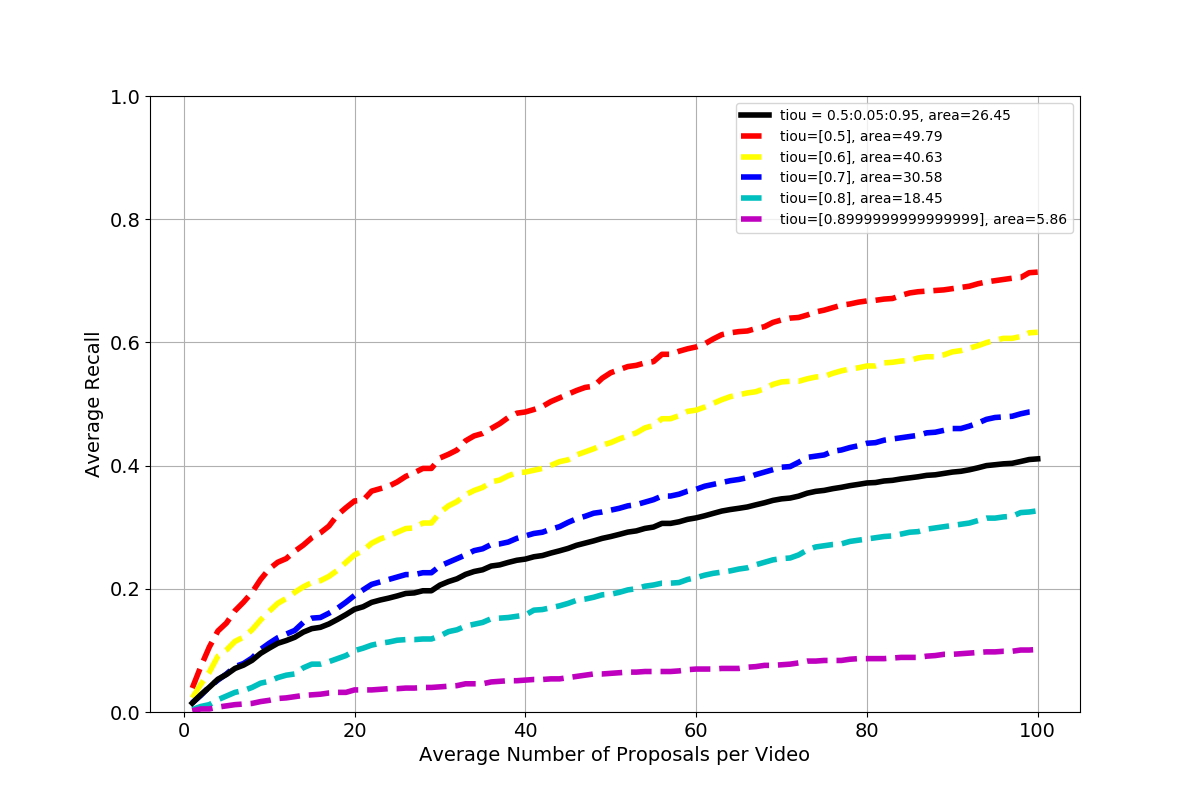 1.0
0.8
0.6
0.4
0.2
0.0
Average Recall
tiou = 0.5:0.05:0.95, area=26.45
tiou=[0.5], area=49.79
tiou=[0.6], area=40.63
tiou=[0.7], area=30.58
tiou=[0.8], area=18.45
tiou=[0.8999999999999999], area=5.86
0 20 40 60 80 100
Average Number of Proposals per Video